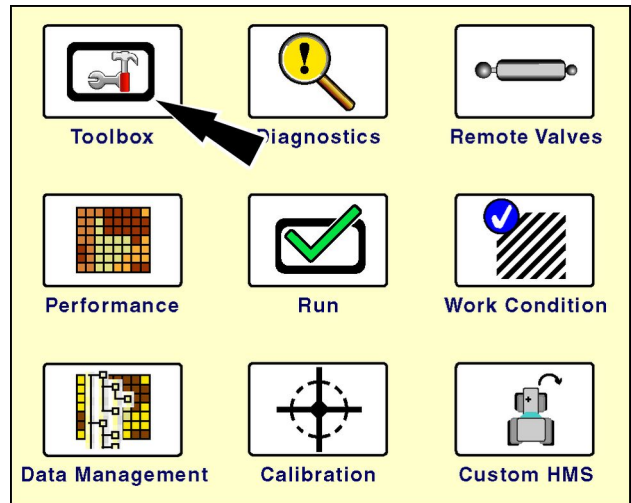 Toolbox
Diagnostics
Remote Valves
Performance
Run
Work Condition
Data Management
Calibration
Custom HMS